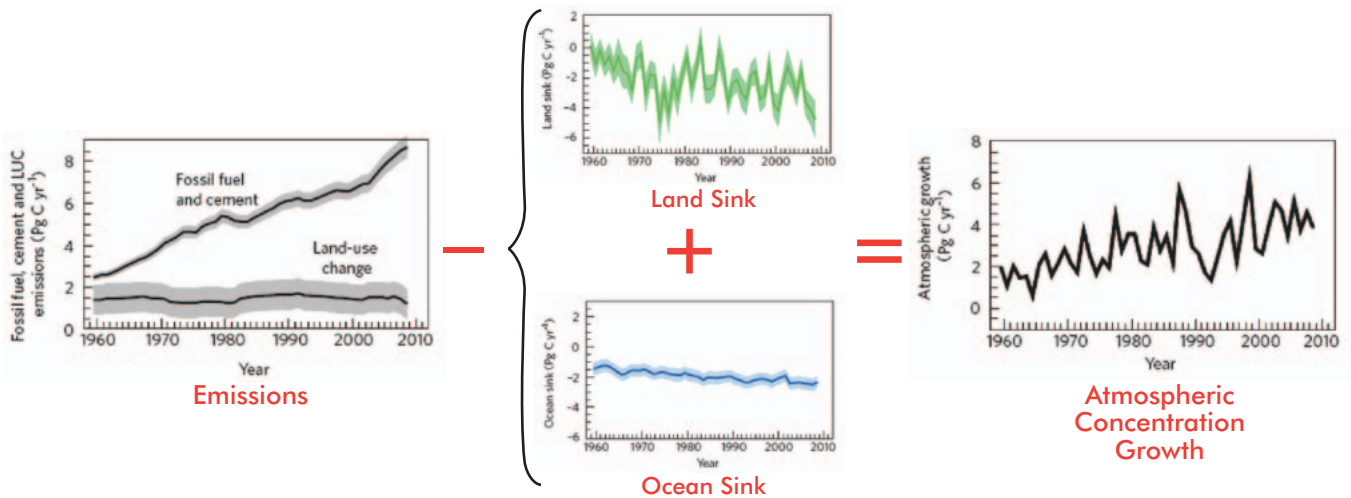 Fossil fuel, cement and LUC
emissions (Pg C yr⁻¹)
8
6
4
2
0
Fossil fuel
and cement
Land-use
change
1960 1970 1980 1990 2000 2010
Year
Emissions
−
Land sink (Pg C yr⁻¹)
2
0
-2
-4
-6
1960 1970 1980 1990 2000 2010
Year
Land Sink
+
Ocean sink (Pg C yr⁻¹)
2
0
-2
-4
-6
1960 1970 1980 1990 2000 2010
Year
Ocean Sink
=
Atmospheric growth
(Pg C yr⁻¹)
8
6
4
2
0
1960 1970 1980 1990 2000 2010
Year
Atmospheric
Concentration
Growth